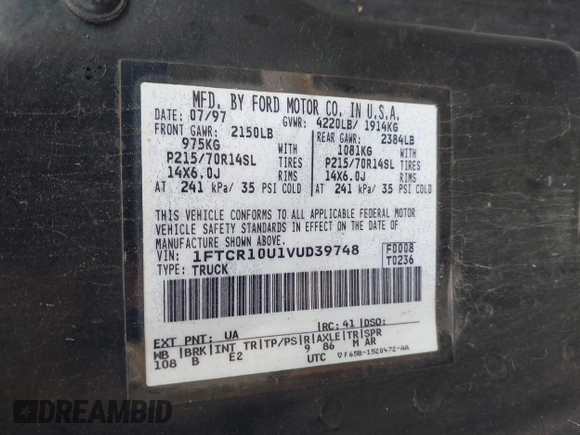 MFD. BY FORD MOTOR CO. IN U.S.A.
DATE: 07/97 GVWR: 4220LB/ 1914KG
FRONT GAWR: 2150LB REAR GAWR: 2384LB
975KG 1081KG
P215/70R14SL TIRES P215/70R14SL TIRES
14X6.0J RIMS 14X6.0J RIMS
AT 241 kPa/ 35 PSI COLD AT 241 kPa/ 35 PSI COLD
THIS VEHICLE CONFORMS TO ALL APPLICABLE FEDERAL MOTOR
VEHICLE SAFETY STANDARDS IN EFFECT ON THE DATE OF
MANUFACTURE SHOWN ABOVE.
VIN: 1FTCR10U1VUD39748 F0008
TYPE: TRUCK T0236
EXT PNT: UA RC: 41 DSO:
WB BRK INT TR TP/PS R AXLE TR SPR
108 B E2 9 86 M AR
UTC ▽F65B-1520472-AA
DREAMBID